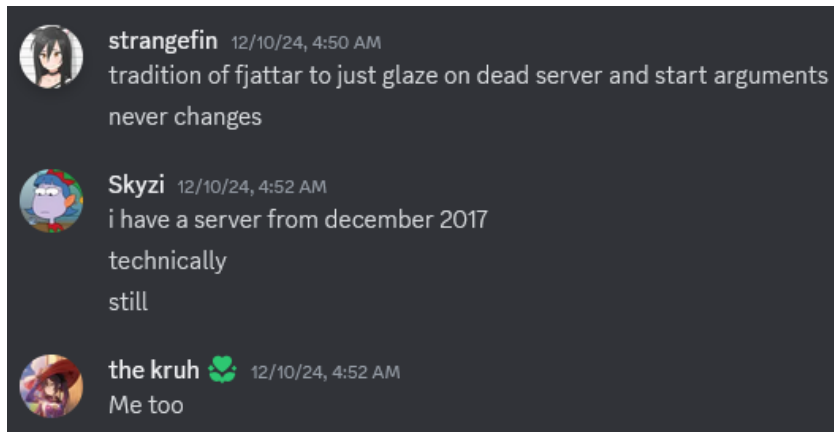 strangefin 12/10/24, 4:50 AM
tradition of fjattar to just glaze on dead server and start arguments
never changes
Skyzi 12/10/24, 4:52 AM
i have a server from december 2017
technically
still
the kruh 12/10/24, 4:52 AM
Me too